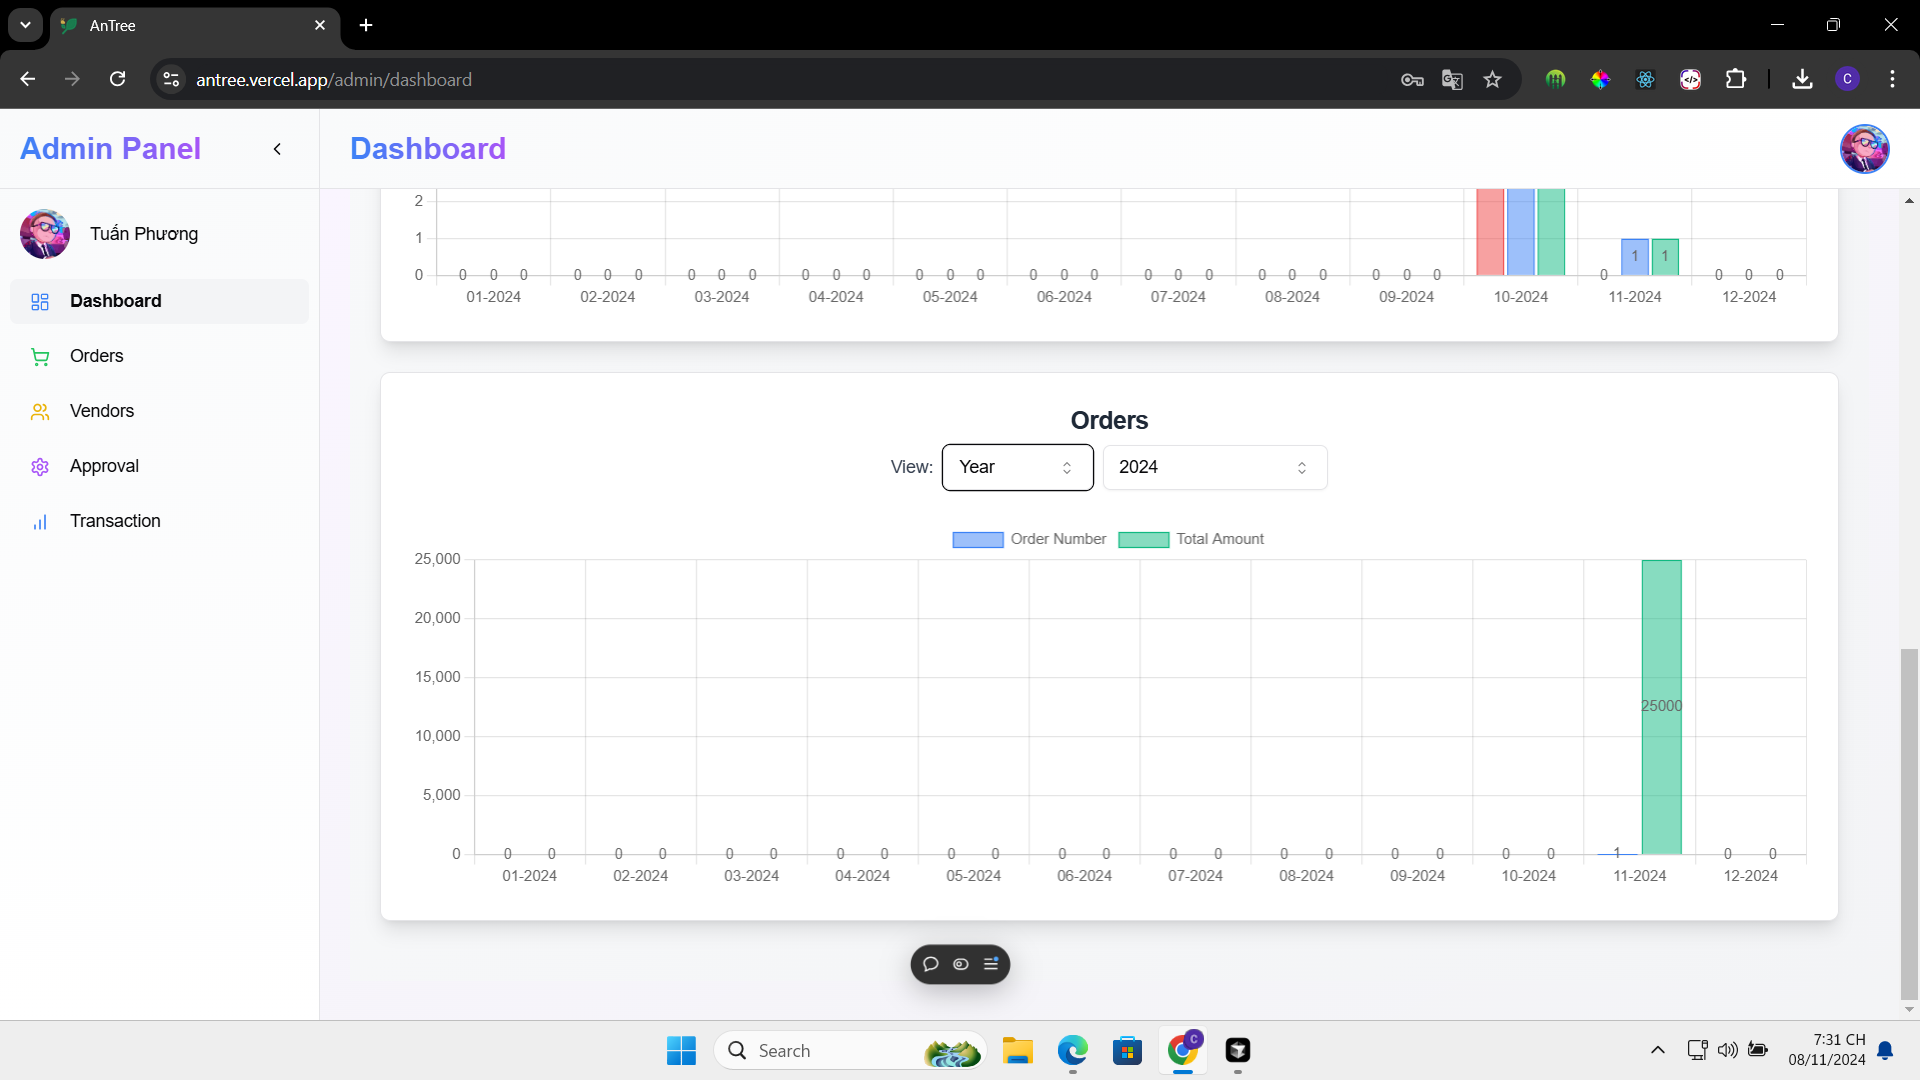 AnTree
antree.vercel.app/admin/dashboard
C
Admin Panel
Dashboard
Tuấn Phương
Dashboard
Orders
Vendors
Approval
Transaction
2
1
0
0 0 0 0 0 0 0 0 0 0 0 0 0 0 0 0 0 0 0 0 0 0 0 0 0 0 0 0 1 1 0 0 0
01-2024 02-2024 03-2024 04-2024 05-2024 06-2024 07-2024 08-2024 09-2024 10-2024 11-2024 12-2024
Orders
View: Year 2024
Order Number Total Amount
25,000
20,000
15,000
25000
10,000
5,000
0
0 0 0 0 0 0 0 0 0 0 0 0 0 0 0 0 0 0 0 0 1 0 0
01-2024 02-2024 03-2024 04-2024 05-2024 06-2024 07-2024 08-2024 09-2024 10-2024 11-2024 12-2024
Search
C
7:31 CH
08/11/2024